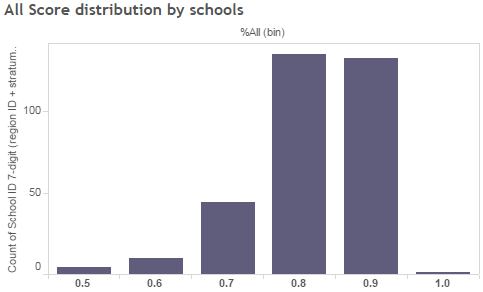 All Score distribution by schools
%All (bin)
Count of School ID 7-digit (region ID + stratum..
100
50
0
0.5 0.6 0.7 0.8 0.9 1.0